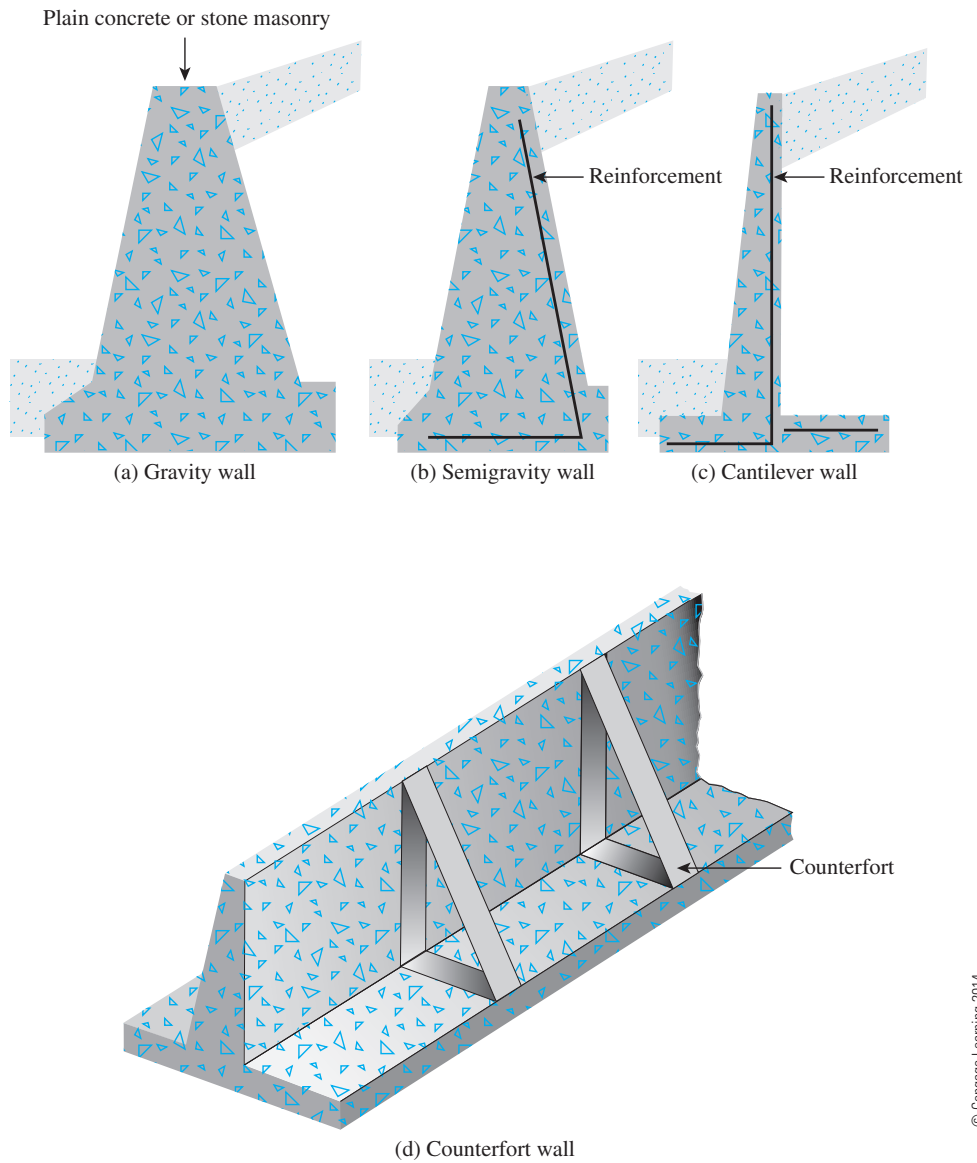 Plain concrete or stone masonry
Reinforcement
Reinforcement
(a) Gravity wall
(b) Semigravity wall
(c) Cantilever wall
Counterfort
(d) Counterfort wall
© Cengage Learning 2014